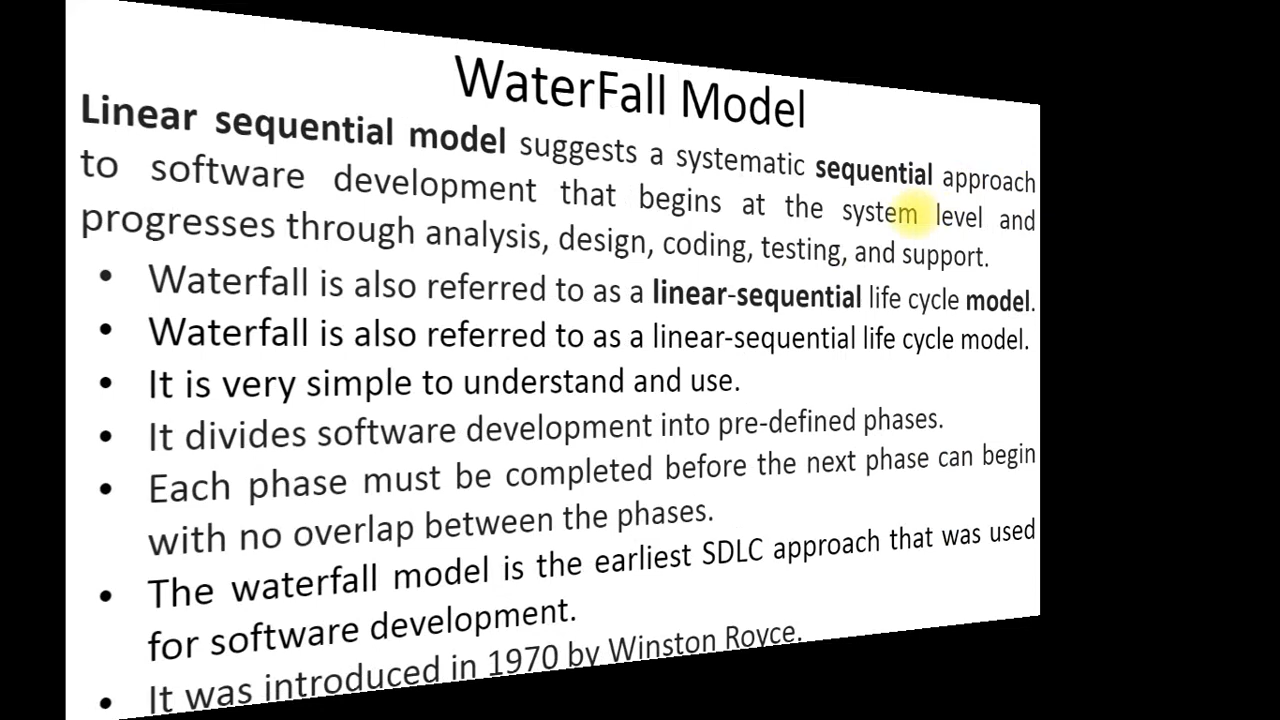 WaterFall Model
Linear sequential model suggests a systematic sequential approach
to software development that begins at the system level and
progresses through analysis, design, coding, testing, and support.
• Waterfall is also referred to as a linear-sequential life cycle model.
• Waterfall is also referred to as a linear-sequential life cycle model.
• It is very simple to understand and use.
• It divides software development into pre-defined phases.
• Each phase must be completed before the next phase can begin
with no overlap between the phases.
• The waterfall model is the earliest SDLC approach that was used
for software development.
• It was introduced in 1970 by Winston Royce.